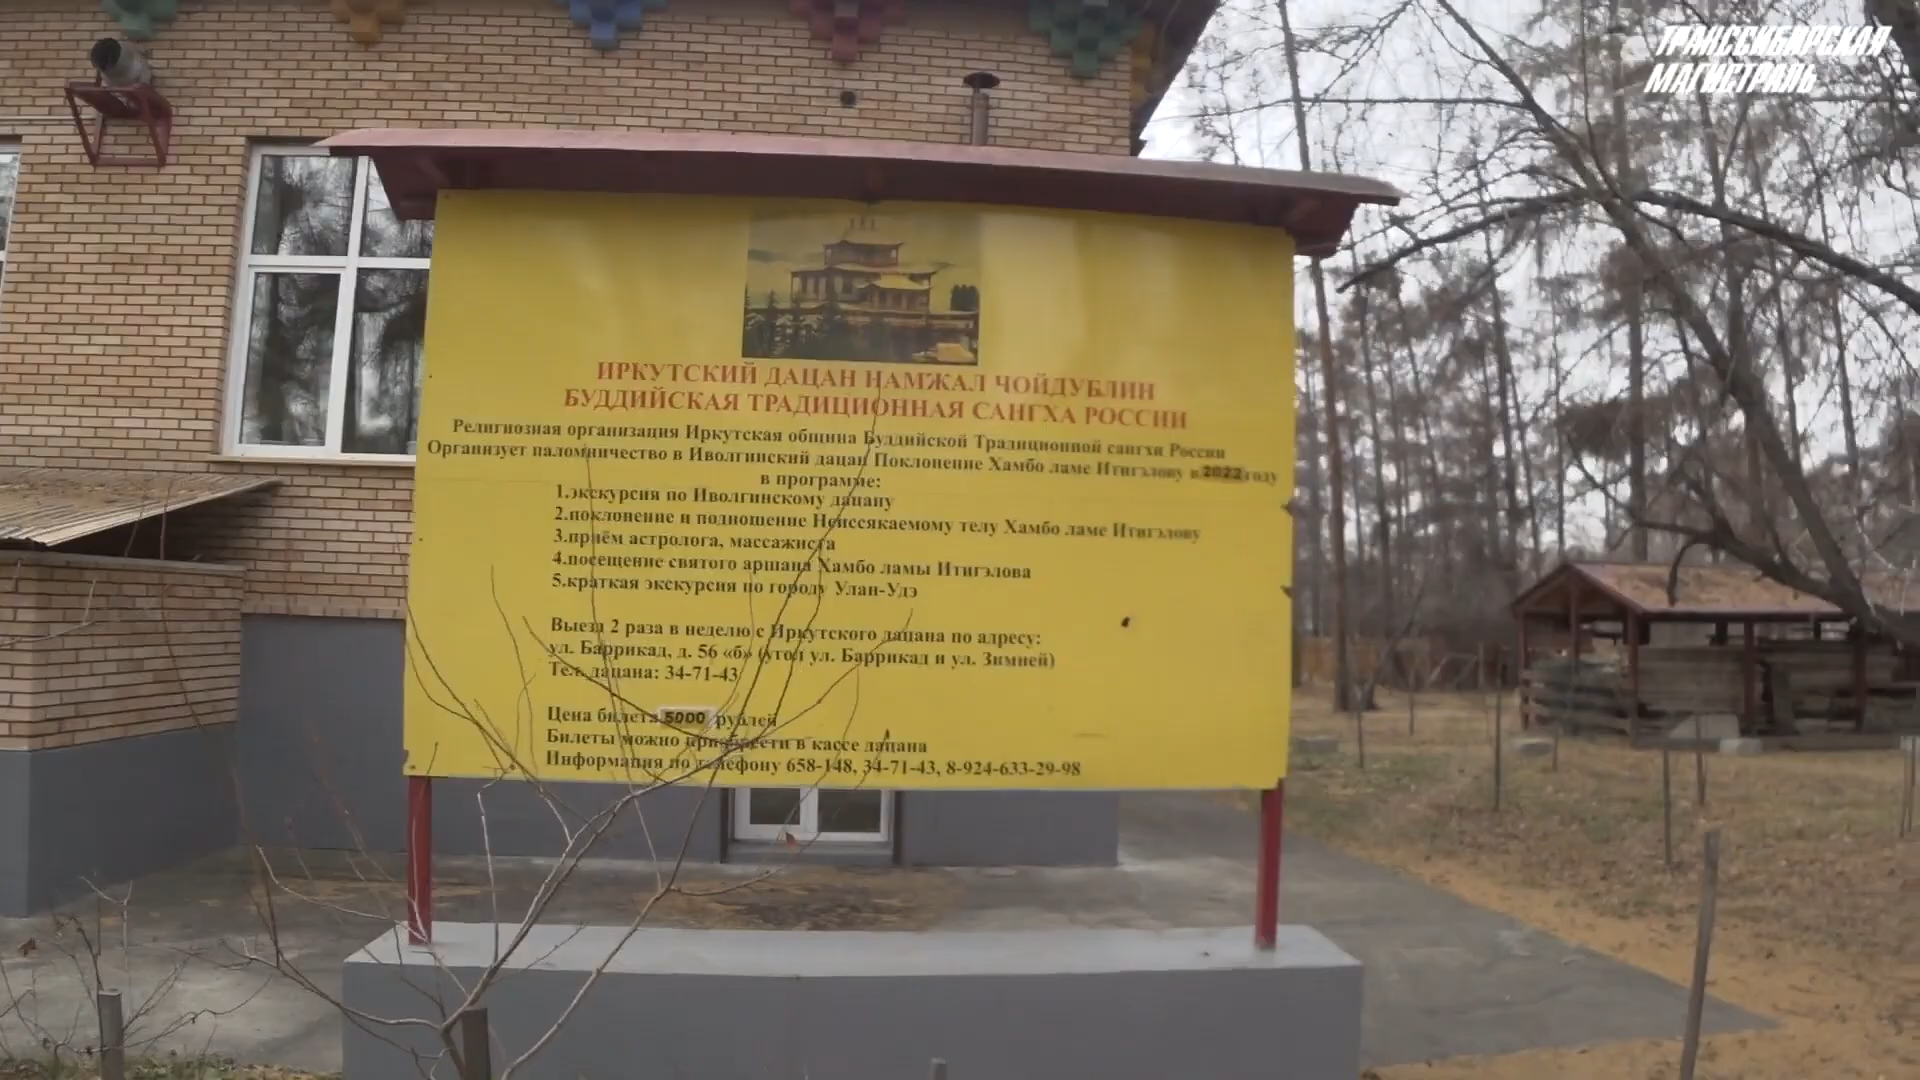 ТРАНССИБИРСКАЯ
МАГИСТРАЛЬ
ИРКУТСКИЙ ДАЦАН НАМЖАЛ ЧОЙДУБЛИН
БУДДИЙСКАЯ ТРАДИЦИОННАЯ САНГХА РОССИИ
Религиозная организация Иркутская община Буддийской Традиционной сангхи России
Организует паломничество в Иволгинский дацан Поклонение Хамбо ламе Итигэлову в 2022 году
в программе:
1.экскурсия по Иволгинскому дацану
2.поклонение и подношение Неиссякаемому телу Хамбо ламе Итигэлову
3.приём астролога, массажиста
4.посещение святого аршана Хамбо ламы Итигэлова
5.краткая экскурсия по городу Улан-Удэ
Выезд 2 раза в неделю с Иркутского дацана по адресу:
ул. Баррикад, д. 56 «б» (угол ул. Баррикад и ул. Зимней)
Тел. дацана: 34-71-43
Цена билета 5000 рублей
Билеты можно приобрести в кассе дацана
Информация по телефону 658-148, 34-71-43, 8-924-633-29-98